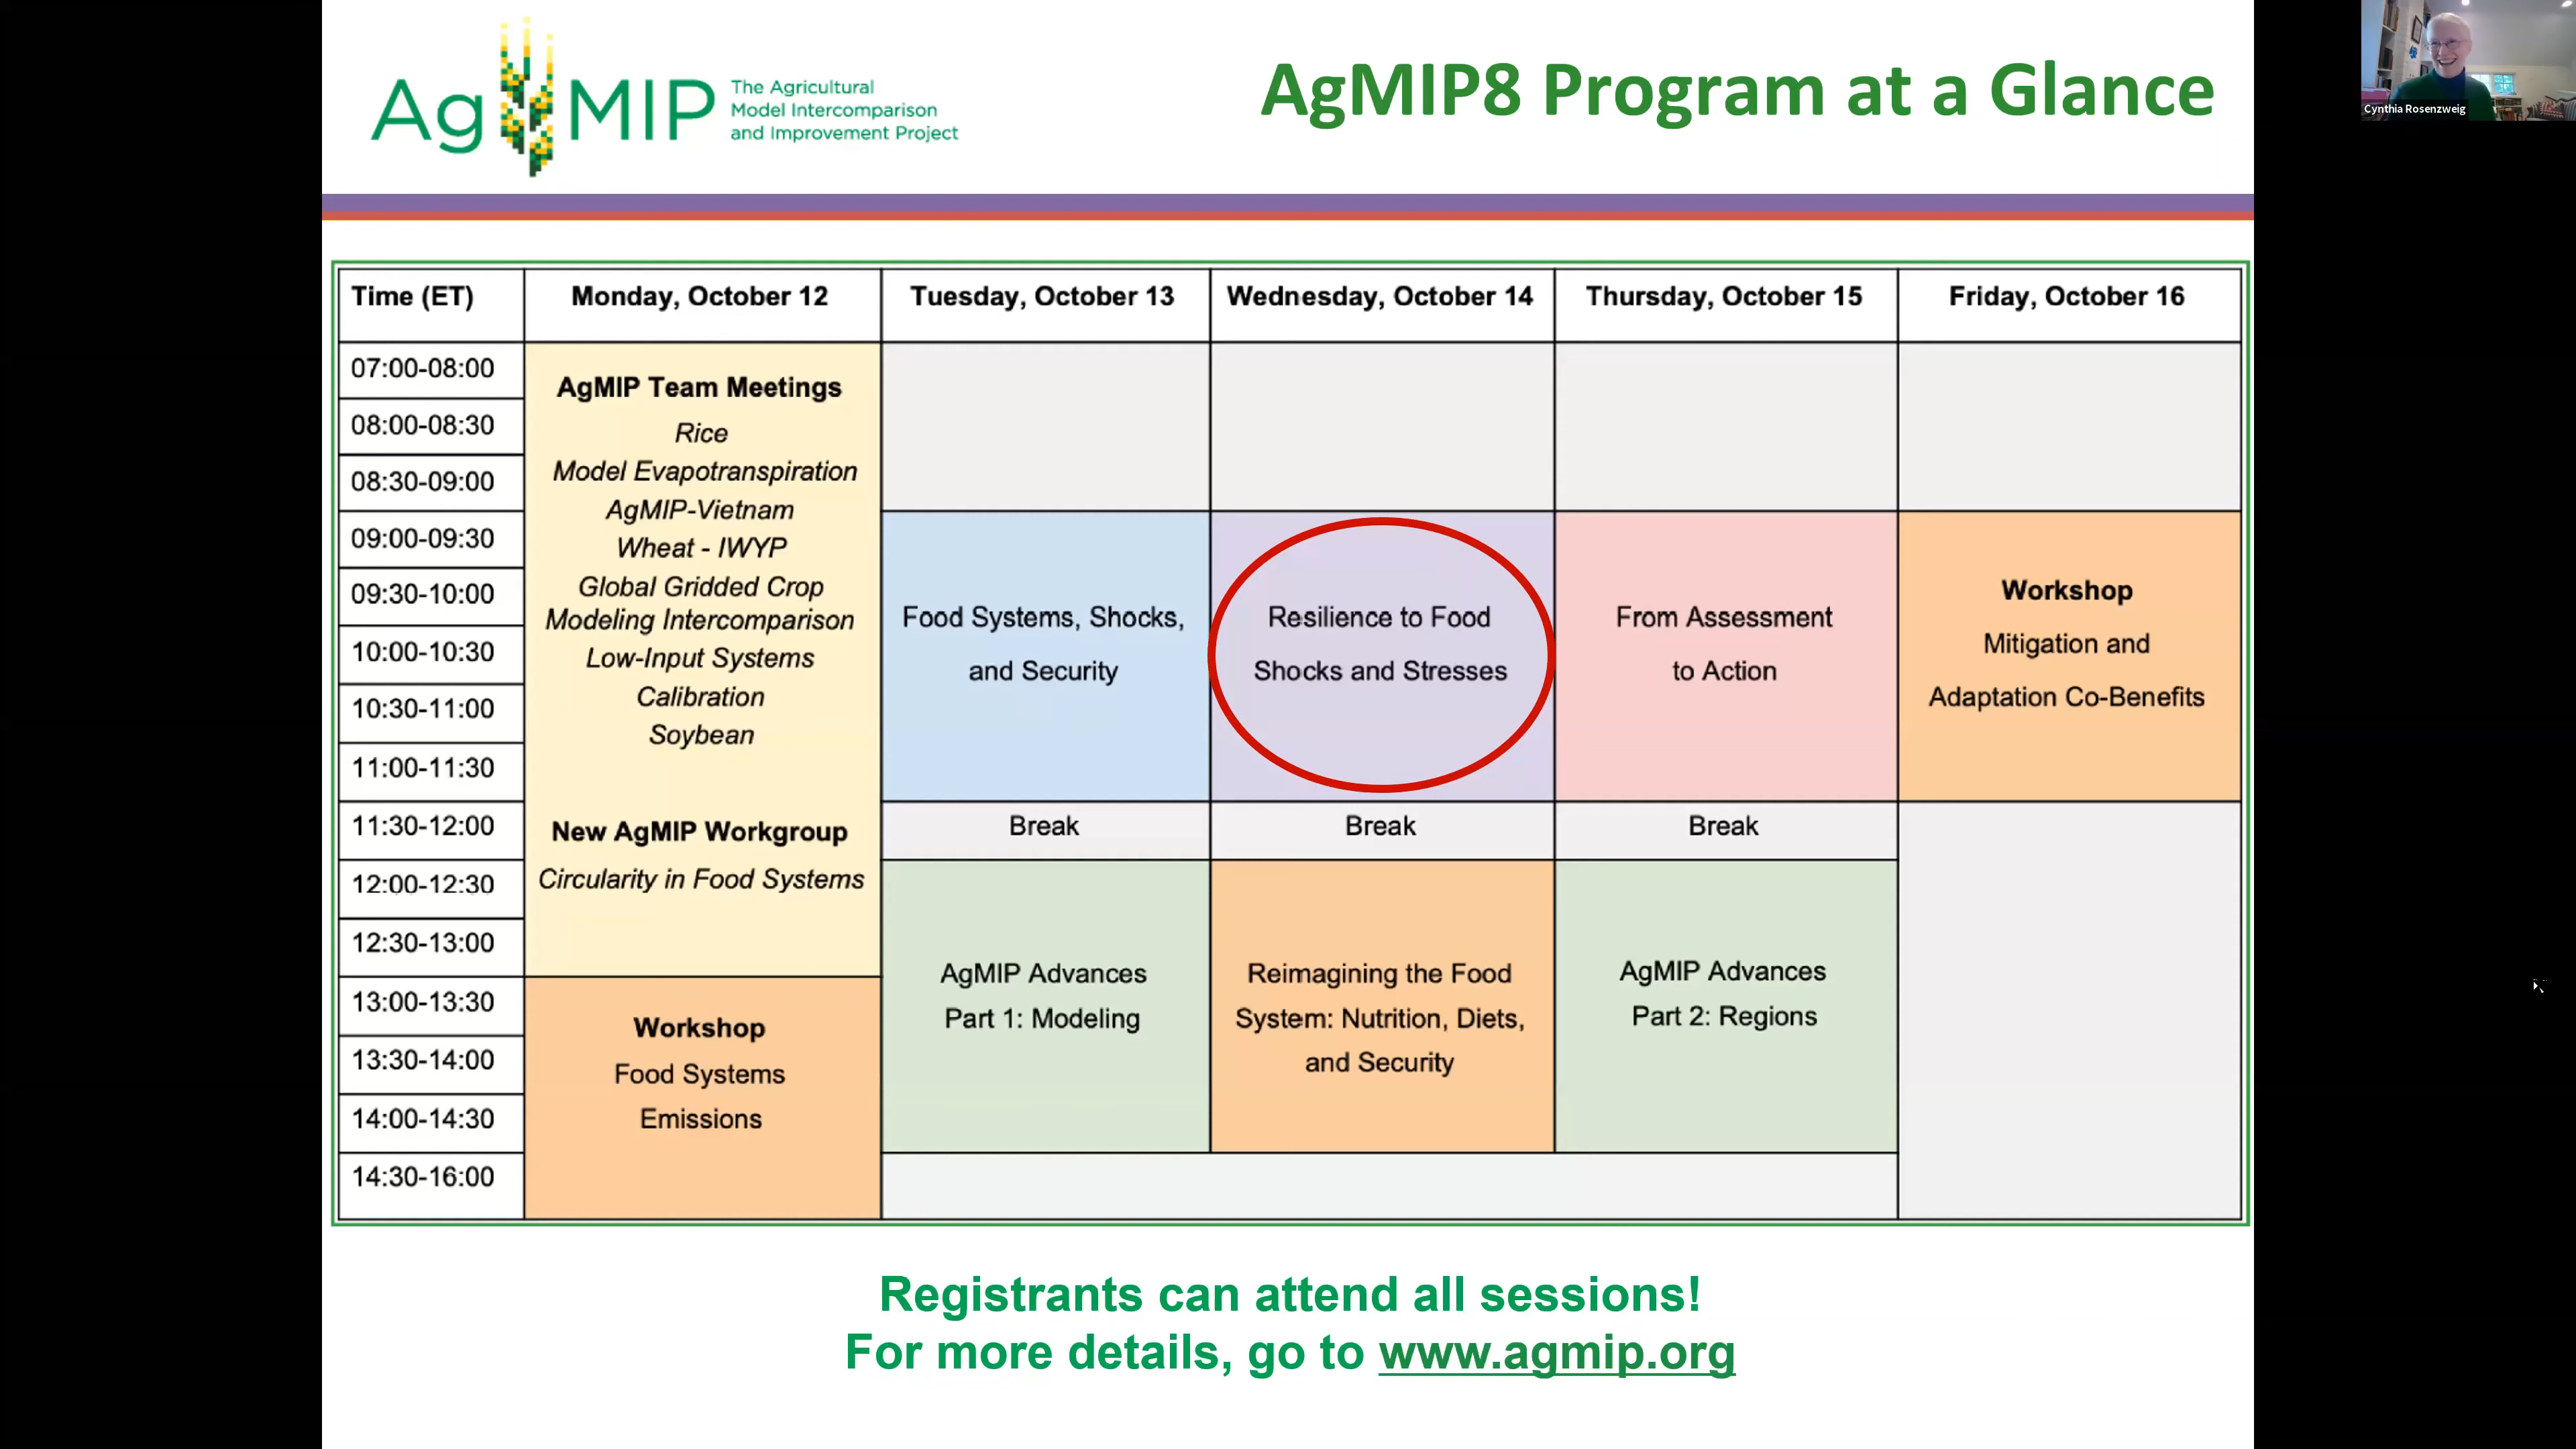 AgMIP
The Agricultural
Model Intercomparison
and Improvement Project
AgMIP8 Program at a Glance
Cynthia Rosenzweig
Time (ET)
Monday, October 12
Tuesday, October 13
Wednesday, October 14
Thursday, October 15
Friday, October 16
07:00-08:00
08:00-08:30
08:30-09:00
09:00-09:30
09:30-10:00
10:00-10:30
10:30-11:00
11:00-11:30
11:30-12:00
12:00-12:30
12:30-13:00
13:00-13:30
13:30-14:00
14:00-14:30
14:30-16:00
AgMIP Team Meetings
Rice
Model Evapotranspiration
AgMIP-Vietnam
Wheat - IWYP
Global Gridded Crop
Modeling Intercomparison
Low-Input Systems
Calibration
Soybean
New AgMIP Workgroup
Circularity in Food Systems
Workshop
Food Systems
Emissions
Food Systems, Shocks,
and Security
Break
AgMIP Advances
Part 1: Modeling
Resilience to Food
Shocks and Stresses
Break
Reimagining the Food
System: Nutrition, Diets,
and Security
From Assessment
to Action
Break
AgMIP Advances
Part 2: Regions
Workshop
Mitigation and
Adaptation Co-Benefits
Registrants can attend all sessions!
For more details, go to www.agmip.org